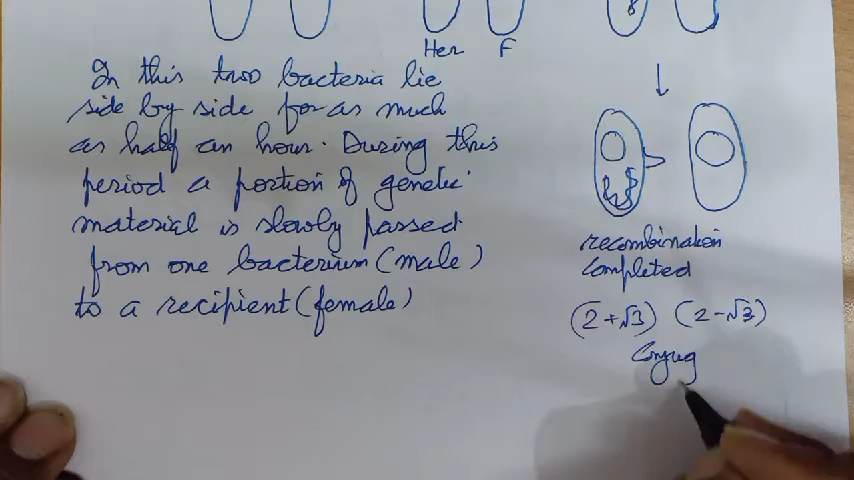 Her F
In this two bacteria lie
side by side for as much
as half an hour. During this
period a portion of genetic
material is slowly passed
from one bacterium (male)
to a recipient (female)
recombination
completed
(2+√3) (2-√3)
Conjug